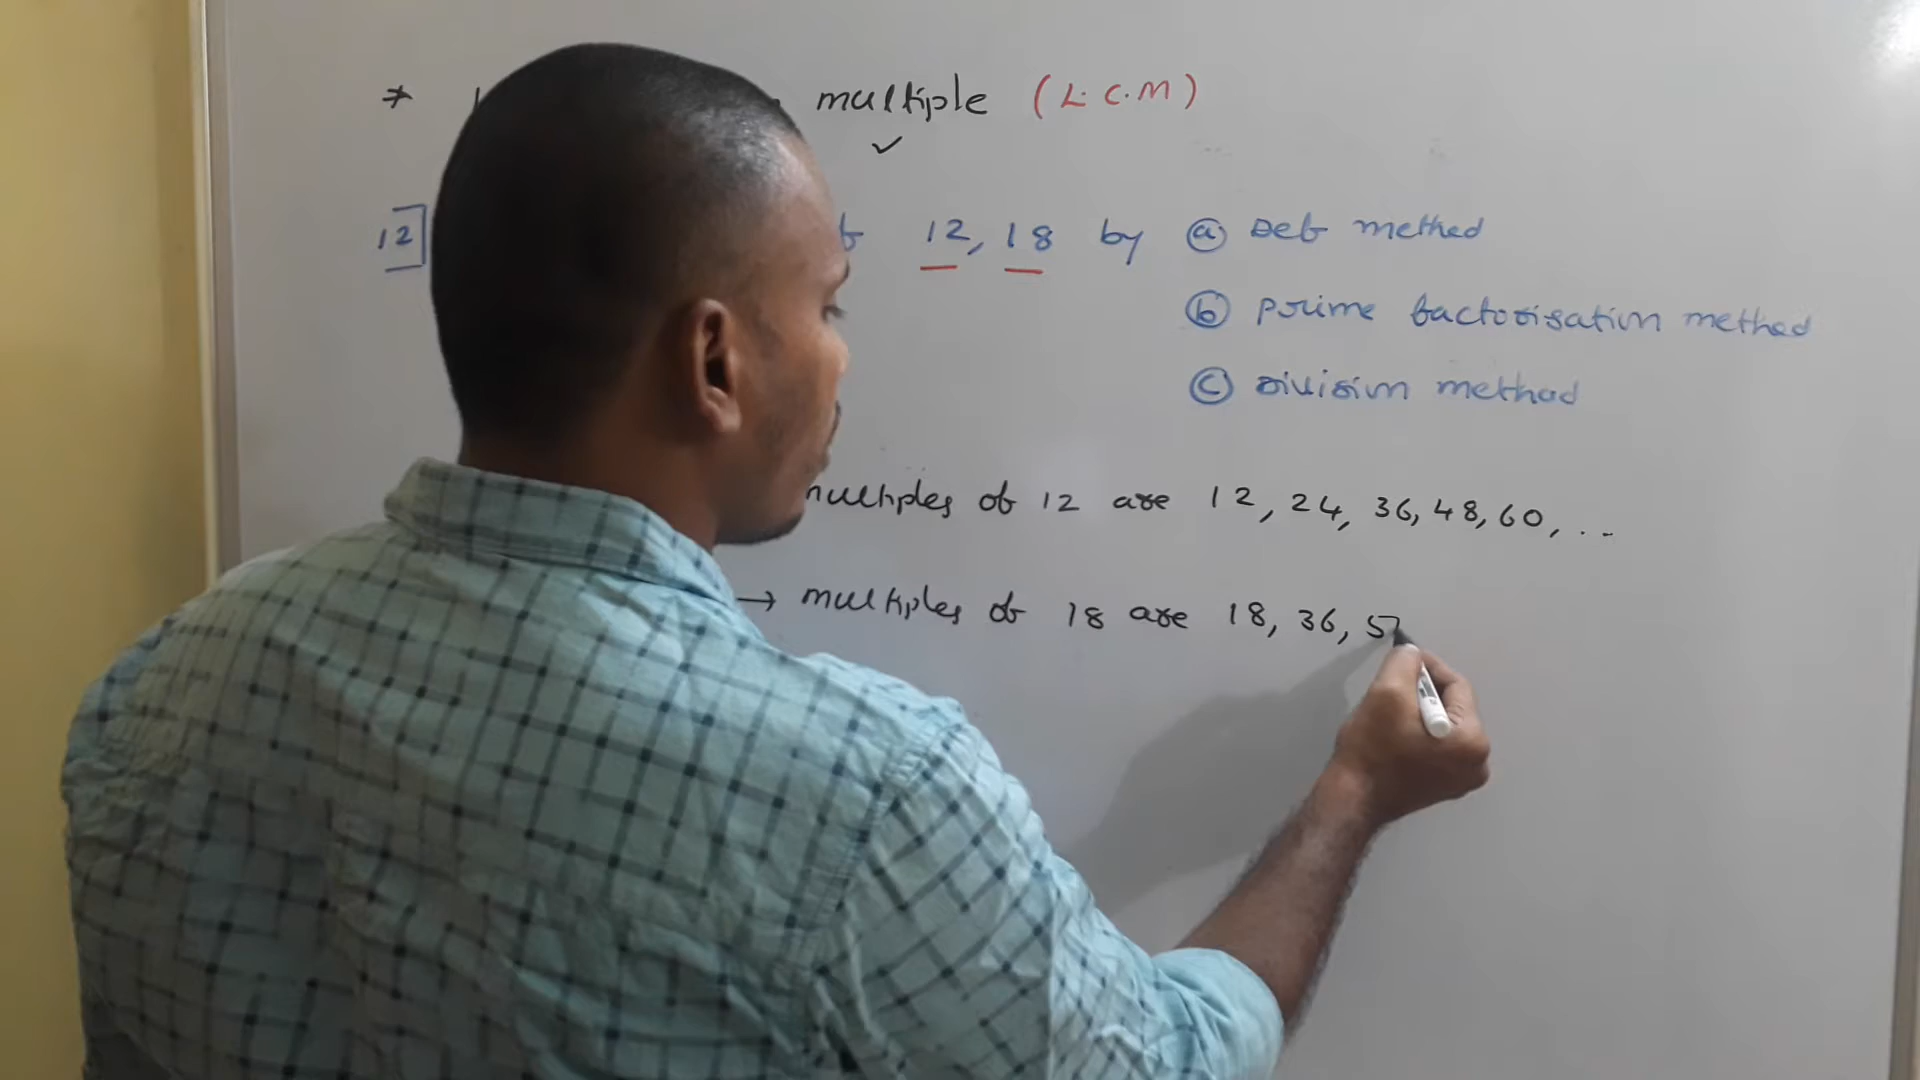 * multiple (L.C.M)
12 12, 18 by (a) Set method
(b) prime factorisation method
(c) Division method
multiples of 12 are 12, 24, 36, 48, 60, ...
→ multiples of 18 are 18, 36, 5